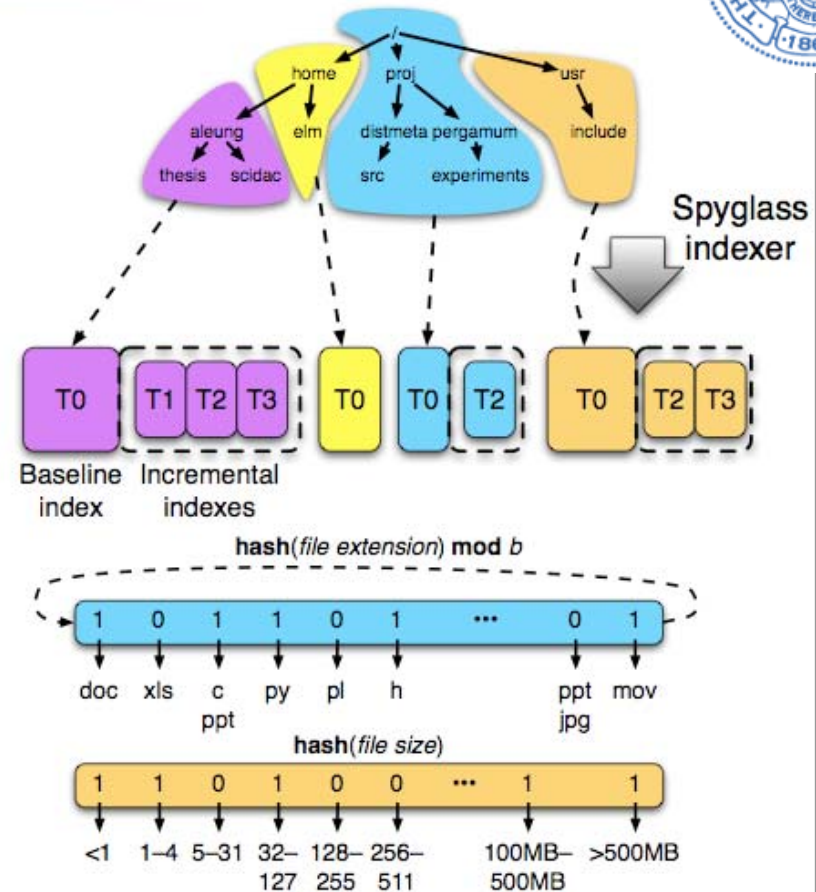 /
home proj usr
aleung elm distmeta pergamum include
thesis scidac src experiments
Spyglass
indexer
T0 T1 T2 T3 T0 T0 T2 T0 T2 T3
Baseline Incremental
index indexes
hash(file extension) mod b
1 0 1 1 0 1 ... 0 1
doc xls c py pl h ppt mov
ppt jpg
hash(file size)
1 1 0 1 0 0 ... 1 1
<1 1–4 5–31 32– 128– 256– 100MB– >500MB
127 255 511 500MB